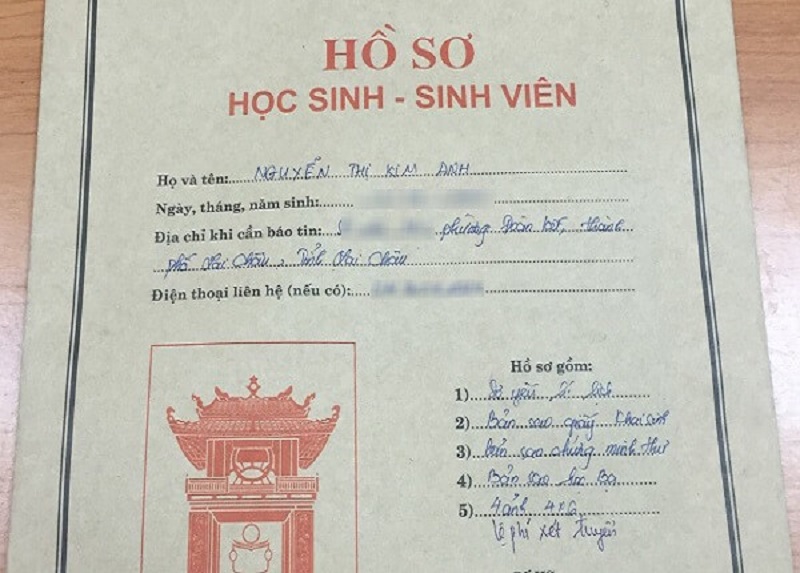 HỒ SƠ
HỌC SINH - SINH VIÊN
Họ và tên: NGUYỄN THỊ KIM ANH
Ngày, tháng, năm sinh:
Địa chỉ khi cần báo tin: phường Đoàn Kết, thành
phố Lai Châu, tỉnh Lai Châu
Điện thoại liên hệ (nếu có):
Hồ sơ gồm:
1) Sơ yếu lí lịch
2) Bản sao giấy khai sinh
3) bản sao chứng minh thư
4) Bản sao học bạ
5) 4 ảnh 4x6
lệ phí xét tuyển